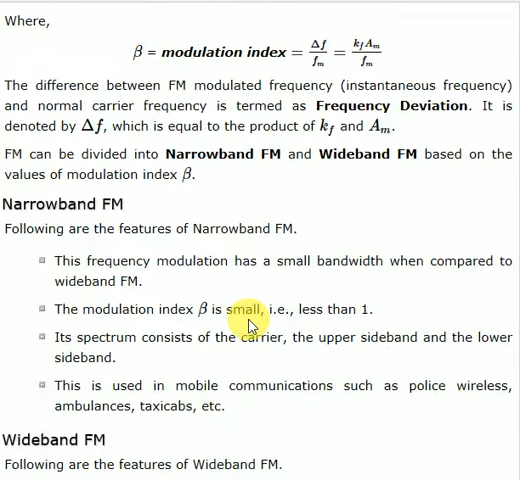 Where,
β = modulation index = Δf/fₘ = k_f Aₘ/fₘ
The difference between FM modulated frequency (instantaneous frequency)
and normal carrier frequency is termed as Frequency Deviation. It is
denoted by Δf, which is equal to the product of k_f and Aₘ.
FM can be divided into Narrowband FM and Wideband FM based on the
values of modulation index β.
Narrowband FM
Following are the features of Narrowband FM.
This frequency modulation has a small bandwidth when compared to
wideband FM.
The modulation index β is small, i.e., less than 1.
Its spectrum consists of the carrier, the upper sideband and the lower
sideband.
This is used in mobile communications such as police wireless,
ambulances, taxicabs, etc.
Wideband FM
Following are the features of Wideband FM.